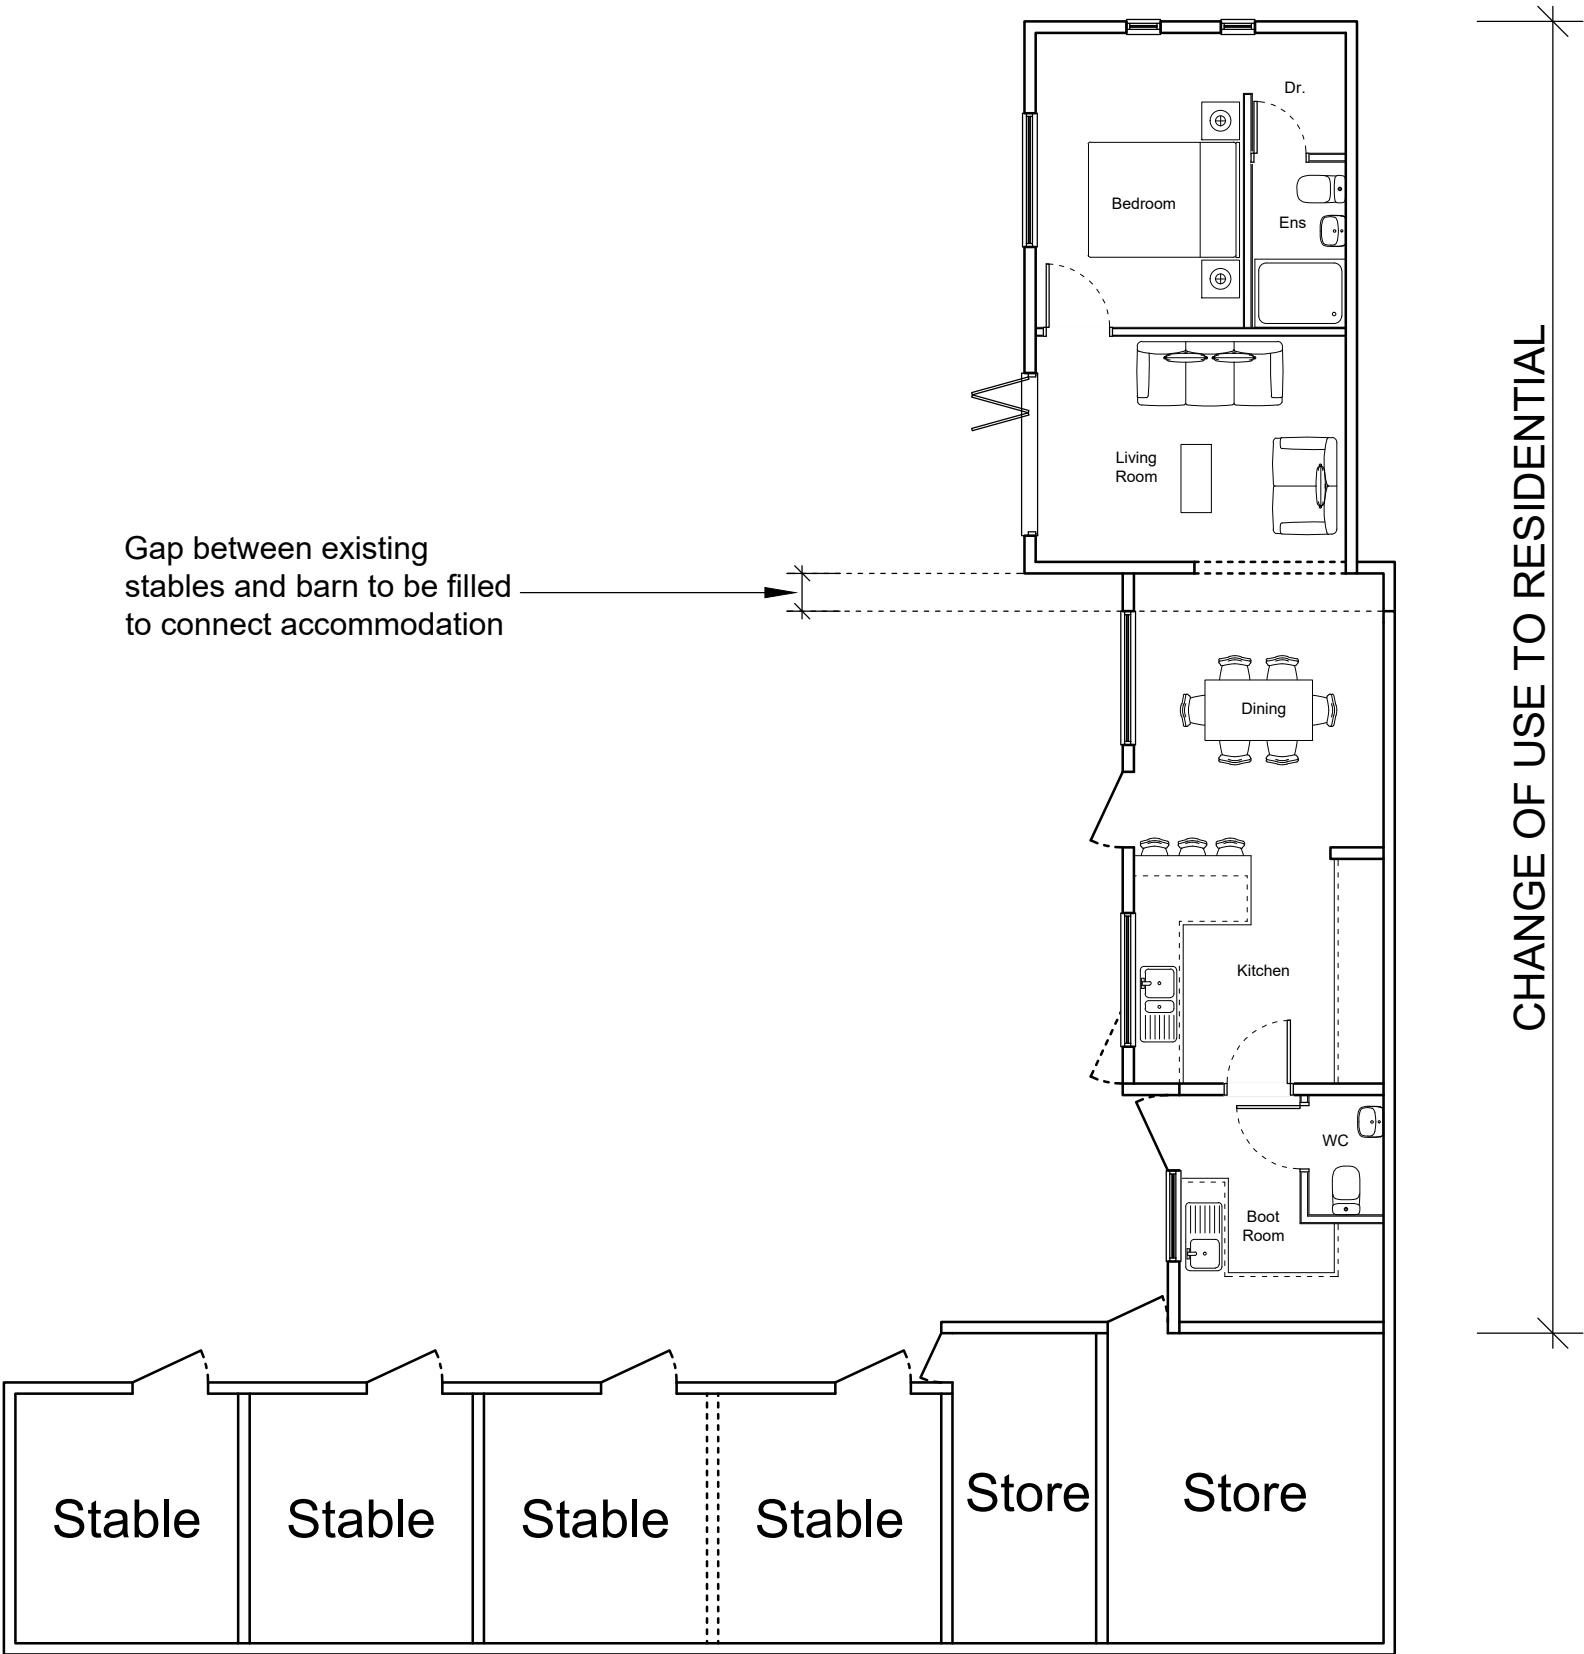 Dr.
Bedroom
Ens
Living
Room
CHANGE OF USE TO RESIDENTIAL
Gap between existing
stables and barn to be filled
to connect accommodation
Dining
Kitchen
WC
Boot
Room
Stable
Stable
Stable
Stable
Store
Store